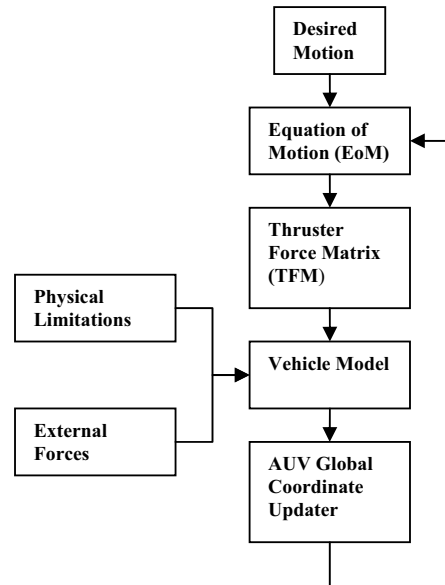 Desired
Motion
Equation of
Motion (EoM)
Thruster
Force Matrix
(TFM)
Physical
Limitations
Vehicle Model
External
Forces
AUV Global
Coordinate
Updater